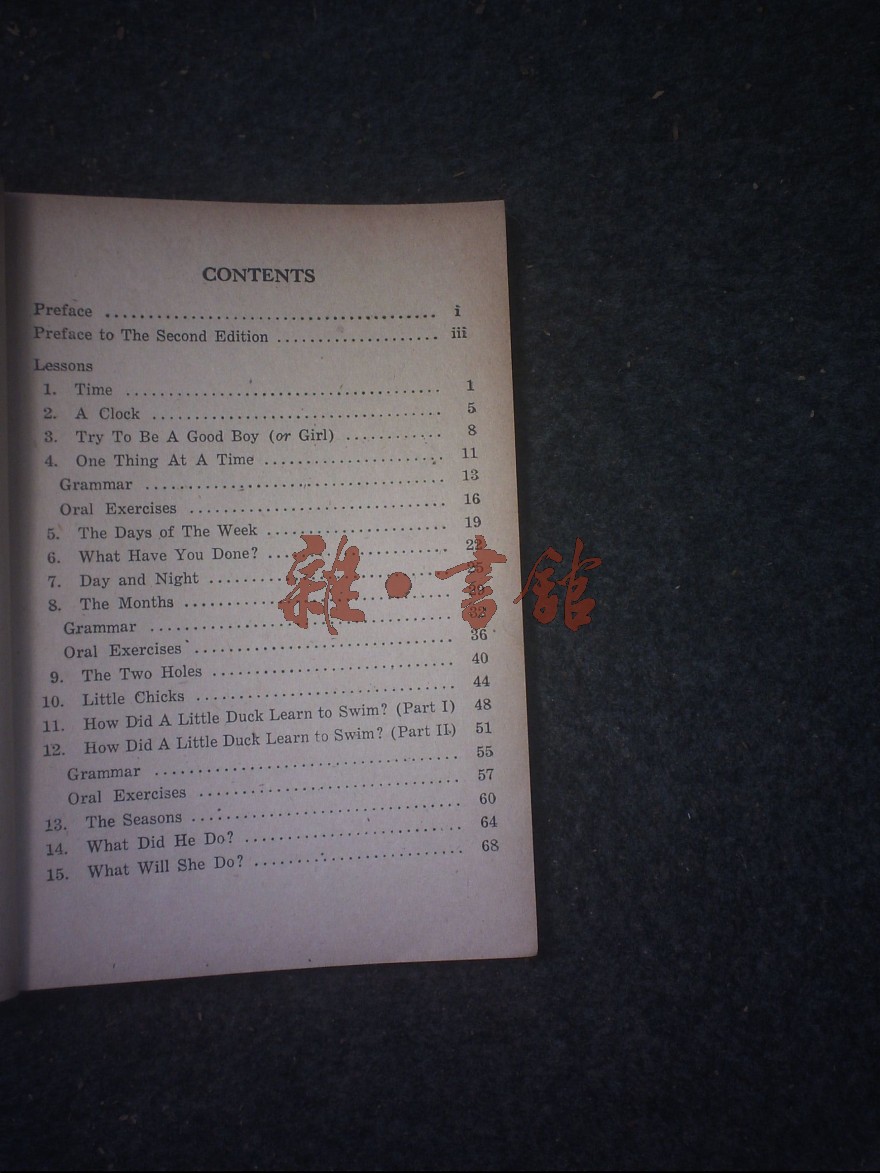 CONTENTS
Preface ........................................ i
Preface to The Second Edition ................... iii
Lessons
1. Time ...................................... 1
2. A Clock ................................... 5
3. Try To Be A Good Boy (or Girl) ............ 8
4. One Thing At A Time ...................... 11
Grammar .................................... 13
Oral Exercises ............................... 16
5. The Days of The Week ...................... 19
6. What Have You Done? ...................... 22
7. Day and Night ............................. 25
8. The Months ................................ 29
Grammar .................................... 32
Oral Exercises ............................... 36
9. The Two Holes ............................. 40
10. Little Chicks ............................... 44
11. How Did A Little Duck Learn to Swim? (Part I) 48
12. How Did A Little Duck Learn to Swim? (Part II) 51
Grammar .................................... 55
Oral Exercises ............................... 57
13. The Seasons ................................ 60
14. What Did He Do? .......................... 64
15. What Will She Do? ......................... 68
雜·書館